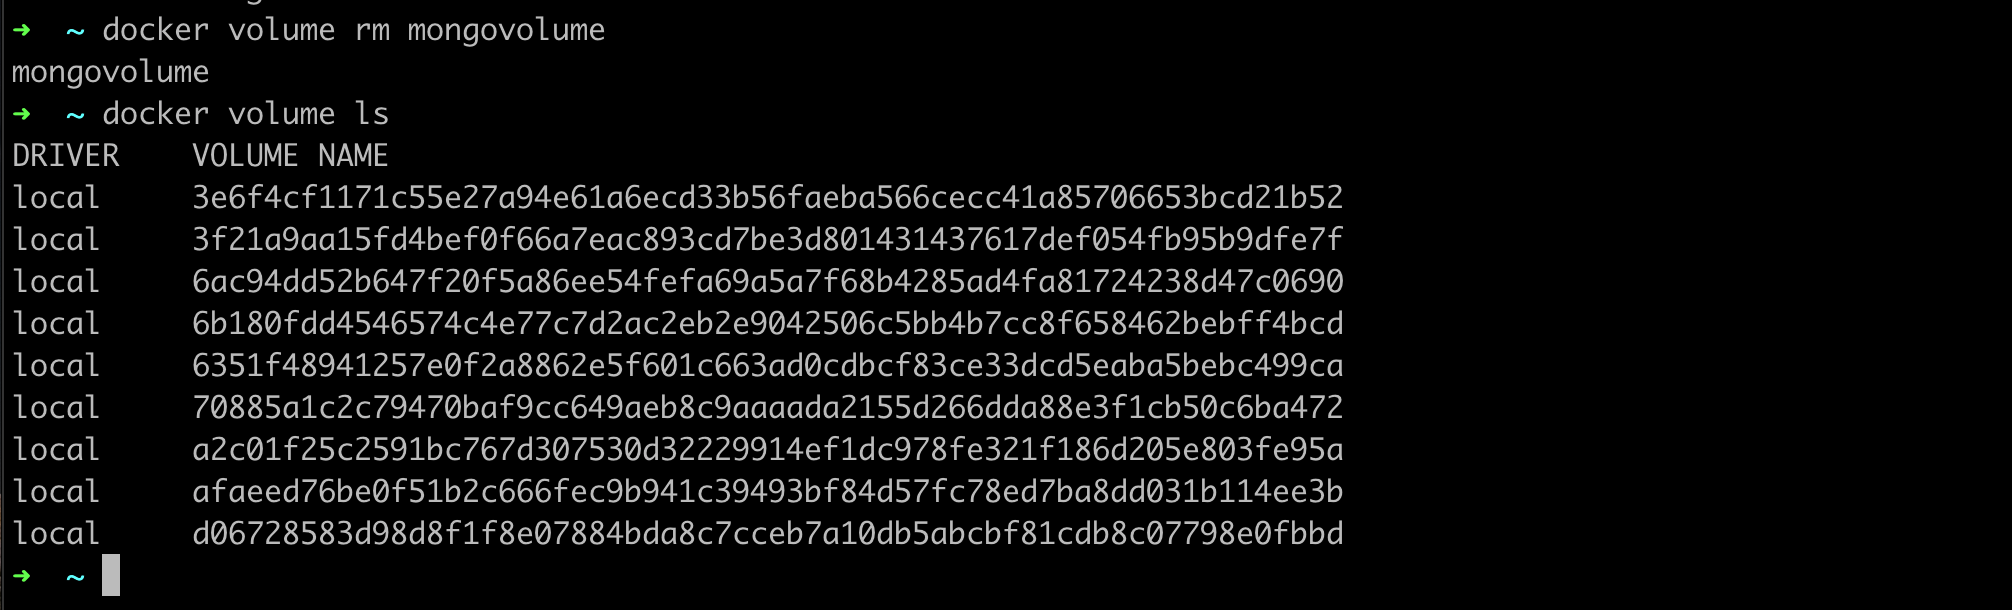 ➜  ~ docker volume rm mongovolume
mongovolume
➜  ~ docker volume ls
DRIVER    VOLUME NAME
local     3e6f4cf1171c55e27a94e61a6ecd33b56faeba566cecc41a85706653bcd21b52
local     3f21a9aa15fd4bef0f66a7eac893cd7be3d801431437617def054fb95b9dfe7f
local     6ac94dd52b647f20f5a86ee54fefa69a5a7f68b4285ad4fa81724238d47c0690
local     6b180fdd4546574c4e77c7d2ac2eb2e9042506c5bb4b7cc8f658462bebff4bcd
local     6351f48941257e0f2a8862e5f601c663ad0cdbcf83ce33dcd5eaba5bebc499ca
local     70885a1c2c79470baf9cc649aeb8c9aaaada2155d266dda88e3f1cb50c6ba472
local     a2c01f25c2591bc767d307530d32229914ef1dc978fe321f186d205e803fe95a
local     afaeed76be0f51b2c666fec9b941c39493bf84d57fc78ed7ba8dd031b114ee3b
local     d06728583d98d8f1f8e07884bda8c7cceb7a10db5abcbf81cdb8c07798e0fbbd
➜  ~